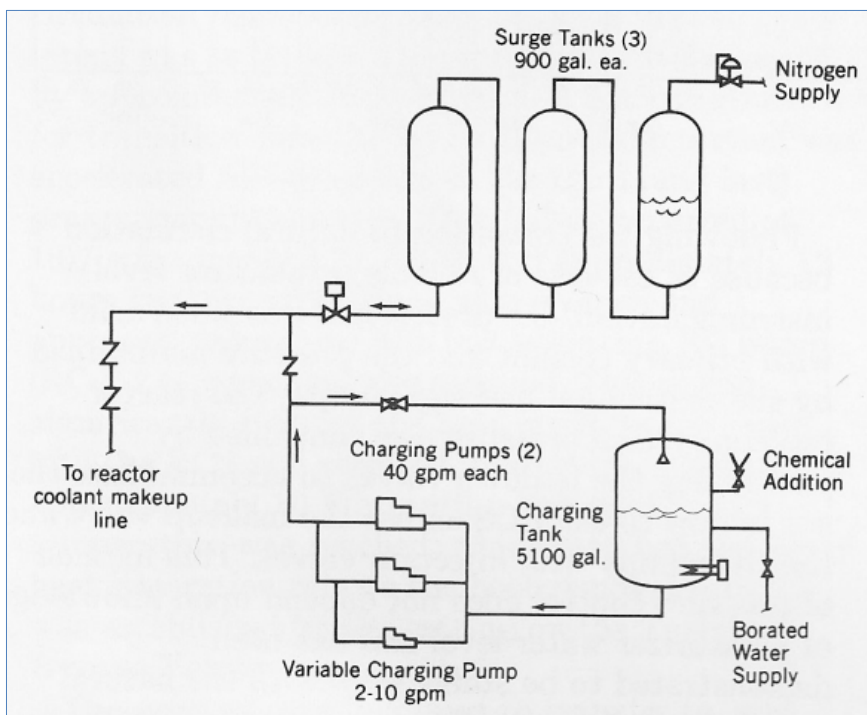 Surge Tanks (3)
900 gal. ea.
Nitrogen
Supply
To reactor
coolant makeup
line
Charging Pumps (2)
40 gpm each
Charging
Tank
5100 gal.
Chemical
Addition
Borated
Water
Supply
Variable Charging Pump
2-10 gpm